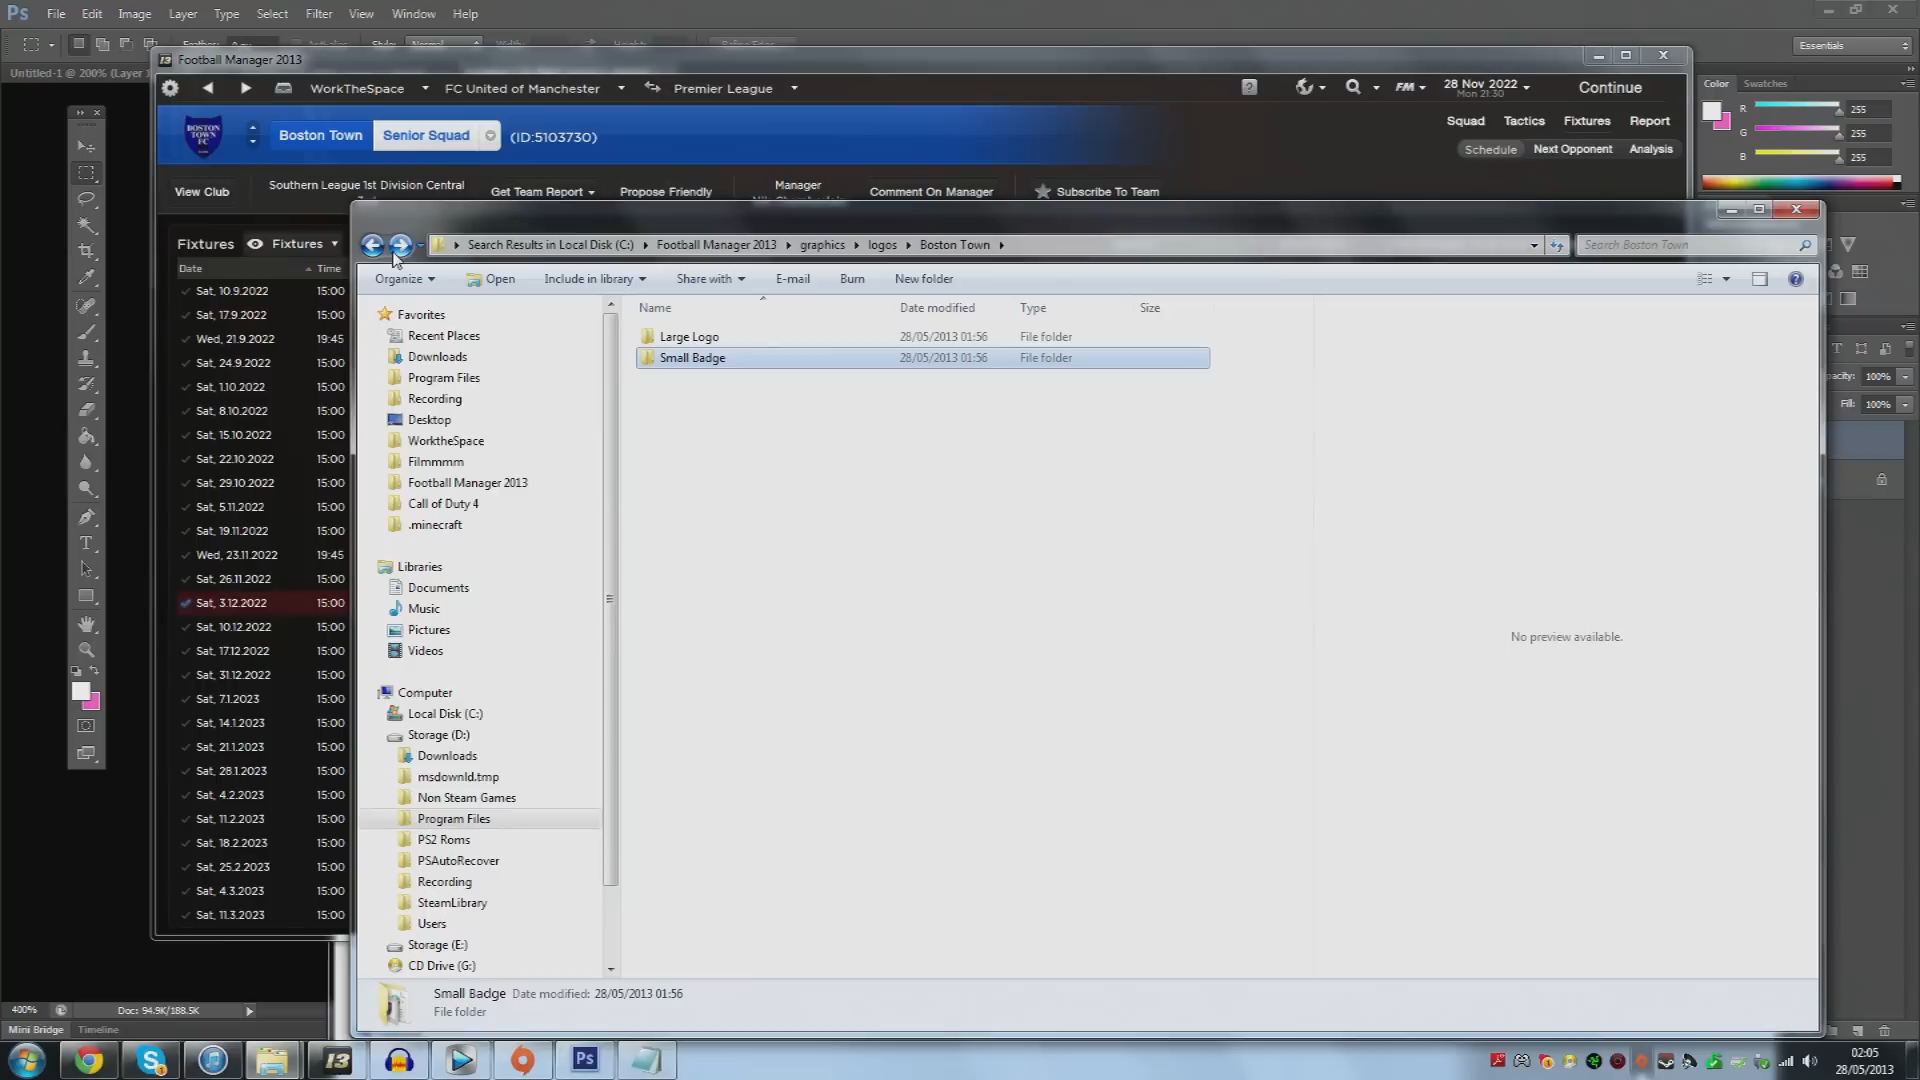 Ps File Edit Image Layer Type Select Filter View Window Help
Essentials
Untitled-1 @ 200% (Layer 1
Football Manager 2013
WorkTheSpace FC United of Manchester Premier League
FM 28 Nov 2022 Continue
Mon 21:30
BOSTON TOWN FC
Boston Town Senior Squad (ID:5103730)
Squad Tactics Fixtures Report
Schedule Next Opponent Analysis
View Club Southern League 1st Division Central Get Team Report Propose Friendly Manager Comment On Manager Subscribe To Team
Color Swatches
R 255
G 255
B 255
Opacity: 100%
Fill: 100%
Fixtures Fixtures
Date Time
Sat, 10.9.2022 15:00
Sat, 17.9.2022 15:00
Wed, 21.9.2022 19:45
Sat, 24.9.2022 15:00
Sat, 1.10.2022 15:00
Sat, 8.10.2022 15:00
Sat, 15.10.2022 15:00
Sat, 22.10.2022 15:00
Sat, 29.10.2022 15:00
Sat, 5.11.2022 15:00
Sat, 19.11.2022 15:00
Wed, 23.11.2022 19:45
Sat, 26.11.2022 15:00
Sat, 3.12.2022 15:00
Sat, 10.12.2022 15:00
Sat, 17.12.2022 15:00
Sat, 31.12.2022 15:00
Sat, 7.1.2023 15:00
Sat, 14.1.2023 15:00
Sat, 21.1.2023 15:00
Sat, 28.1.2023 15:00
Sat, 4.2.2023 15:00
Sat, 11.2.2023 15:00
Sat, 18.2.2023 15:00
Sat, 25.2.2023 15:00
Sat, 4.3.2023 15:00
Sat, 11.3.2023 15:00
Search Results in Local Disk (C:) Football Manager 2013 graphics logos Boston Town
Search Boston Town
Organize Open Include in library Share with E-mail Burn New folder
Name Date modified Type Size
Large Logo 28/05/2013 01:56 File folder
Small Badge 28/05/2013 01:56 File folder
Favorites
Recent Places
Downloads
Program Files
Recording
Desktop
WorktheSpace
Filmmmm
Football Manager 2013
Call of Duty 4
.minecraft
Libraries
Documents
Music
Pictures
Videos
Computer
Local Disk (C:)
Storage (D:)
Downloads
msdownld.tmp
Non Steam Games
Program Files
PS2 Roms
PSAutoRecover
Recording
SteamLibrary
Users
Storage (E:)
CD Drive (G:)
No preview available.
Small Badge Date modified: 28/05/2013 01:56
File folder
400% Doc: 94.9K/188.5K
Mini Bridge Timeline
13
Ps
02:05
28/05/2013